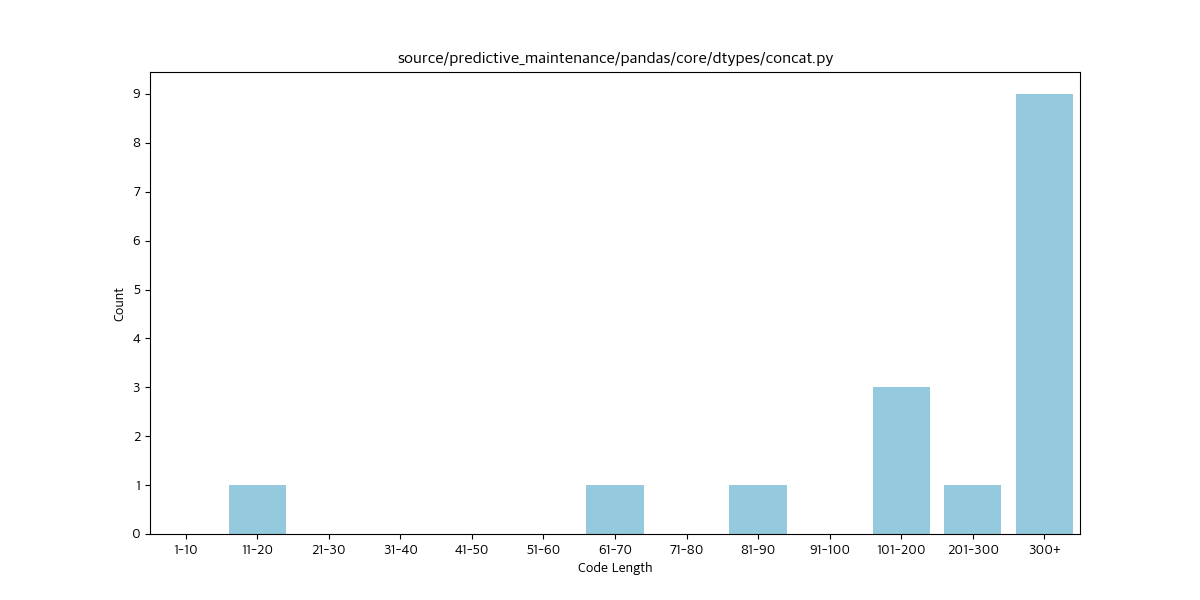 source/predictive_maintenance/pandas/core/dtypes/concat.py
9
8
7
6
5
4
3
2
1
0
Count
1-10 11-20 21-30 31-40 41-50 51-60 61-70 71-80 81-90 91-100 101-200 201-300 300+
Code Length